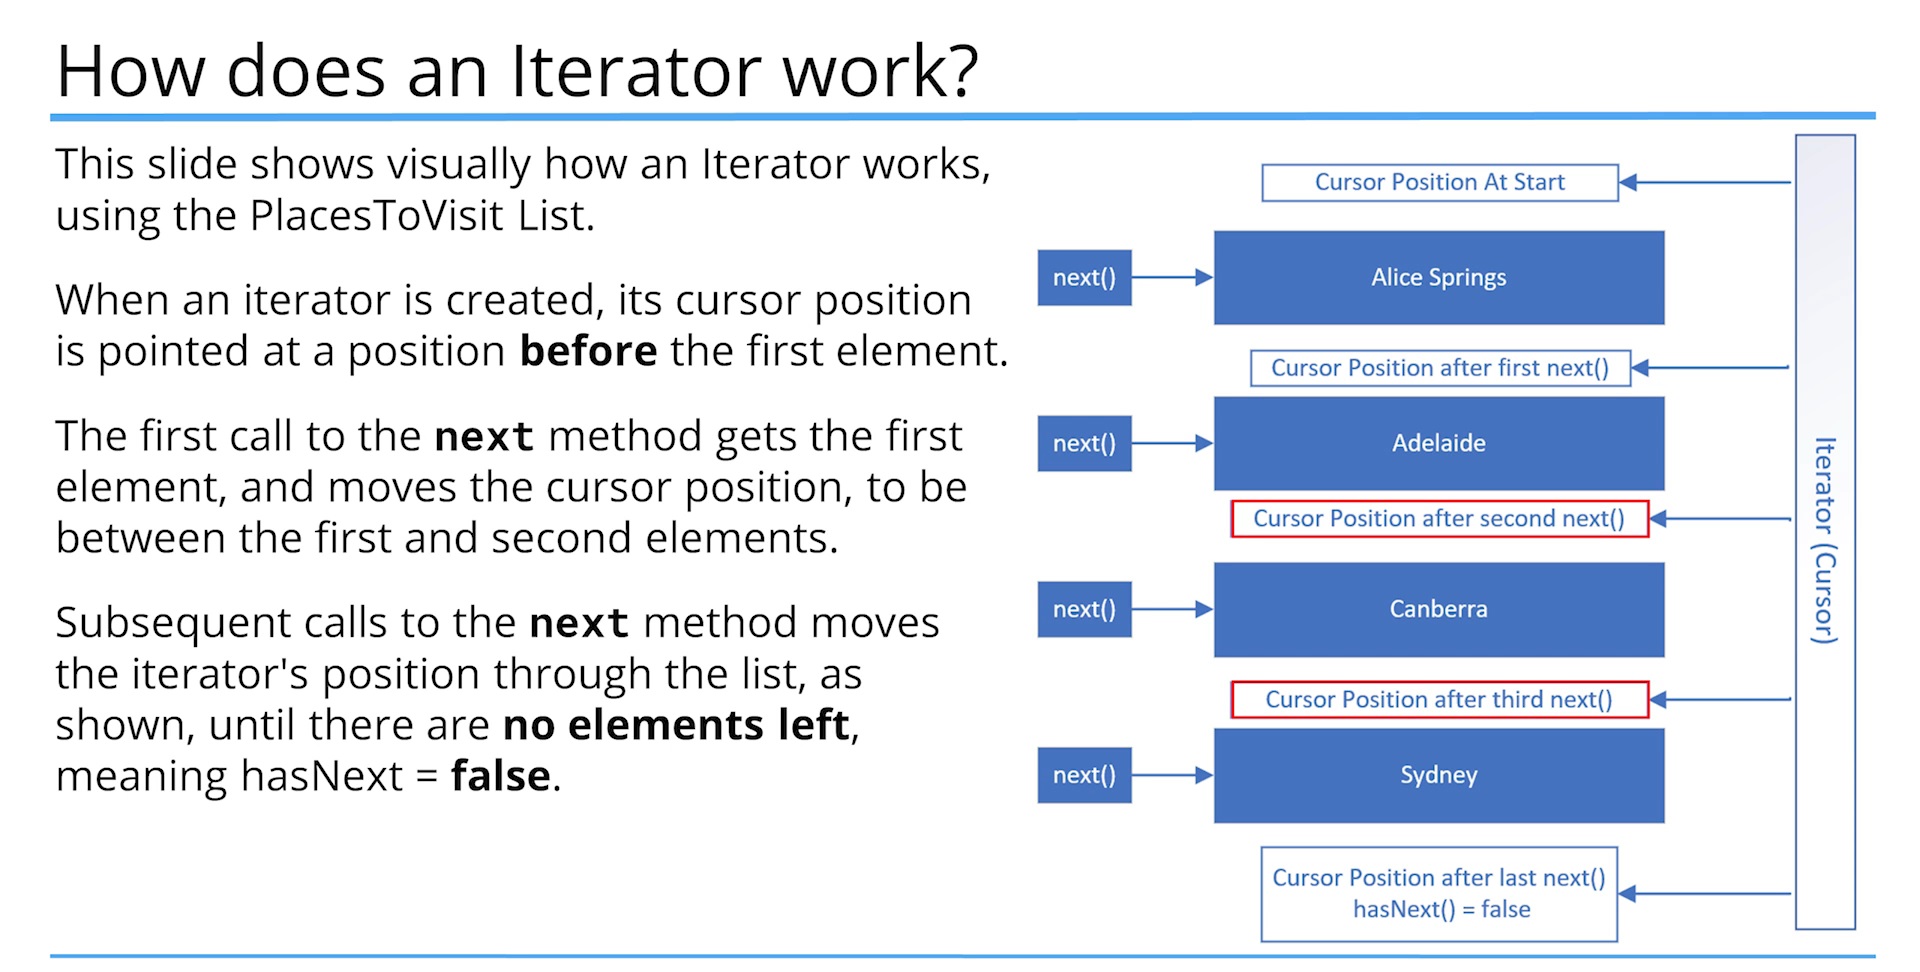 How does an Iterator work?
This slide shows visually how an Iterator works,
using the PlacesToVisit List.
When an iterator is created, its cursor position
is pointed at a position before the first element.
The first call to the next method gets the first
element, and moves the cursor position, to be
between the first and second elements.
Subsequent calls to the next method moves
the iterator's position through the list, as
shown, until there are no elements left,
meaning hasNext = false.
Cursor Position At Start
next()
Alice Springs
Cursor Position after first next()
next()
Adelaide
Cursor Position after second next()
next()
Canberra
Cursor Position after third next()
next()
Sydney
Cursor Position after last next()
hasNext() = false
Iterator (Cursor)